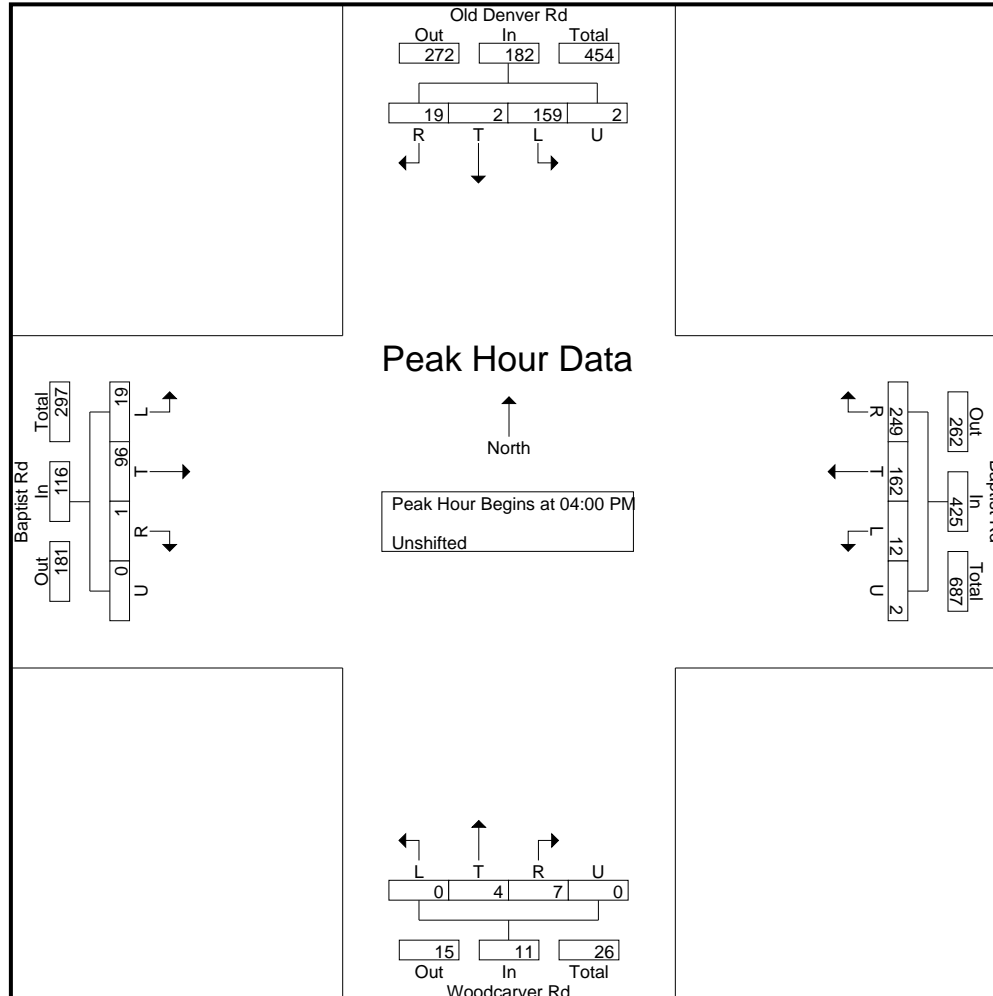 Old Denver Rd
Out In Total
272 182 454
19 2 159 2
R T L U
Peak Hour Data
North
Peak Hour Begins at 04:00 PM
Unshifted
Baptist Rd
Total In Out
297 116 181
19 96 1 0
L T R U
R T L U
249 162 12 2
Out In Total
262 425 687
Baptist Rd
L T R U
0 4 7 0
15 11 26
Out In Total
Woodcarver Rd